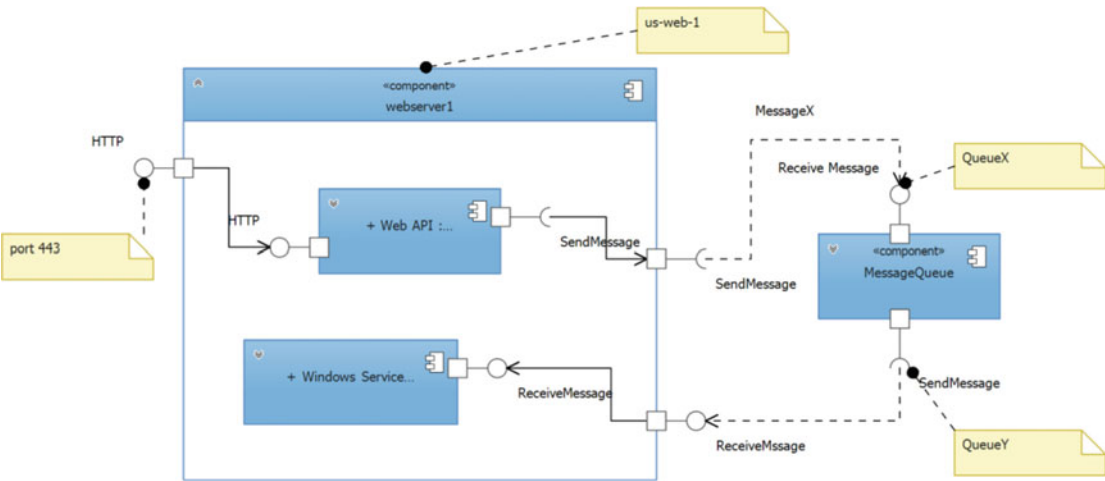 us-web-1
«component»
webserver1
MessageX
HTTP
Receive Message
QueueX
+ Web API :...
HTTP
port 443
SendMessage
«component»
MessageQueue
SendMessage
+ Windows Service...
ReceiveMessage
SendMessage
ReceiveMssage
QueueY